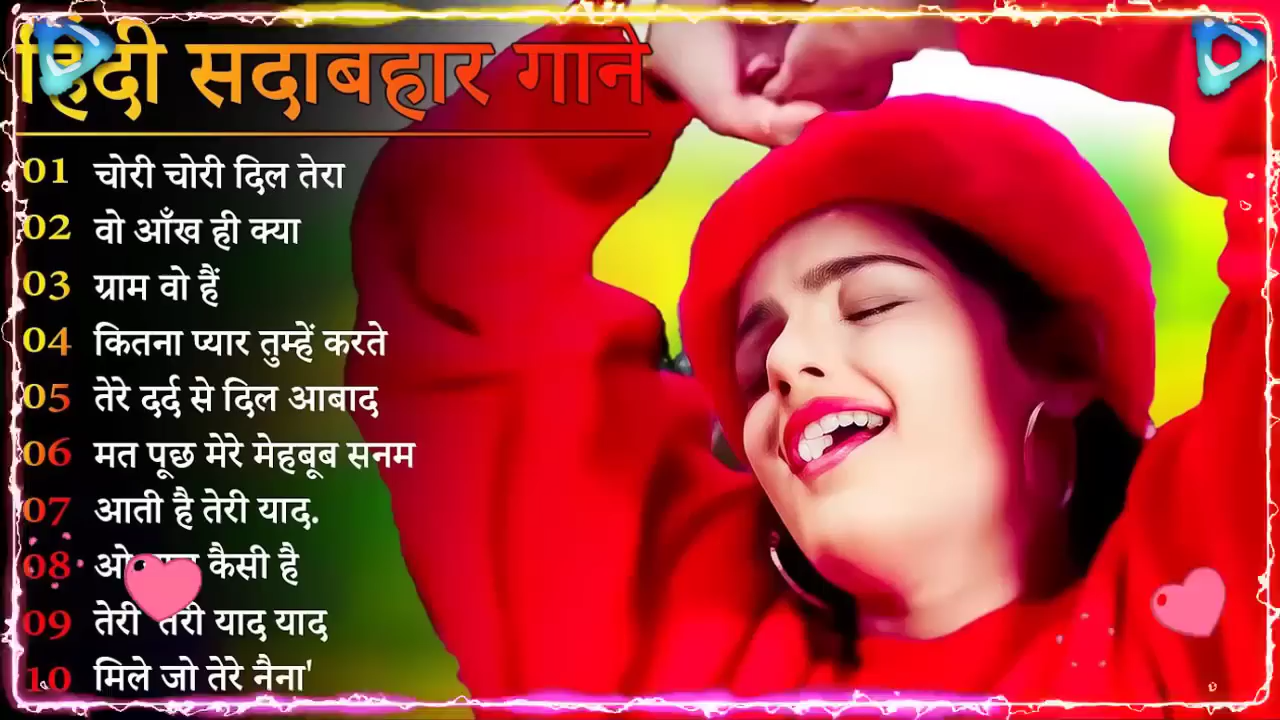 हिंदी सदाबहार गाने
01 चोरी चोरी दिल तेरा
02 वो आँख ही क्या
03 ग्राम वो हैं
04 कितना प्यार तुम्हें करते
05 तेरे दर्द से दिल आबाद
06 मत पूछ मेरे मेहबूब सनम
07 आती है तेरी याद.
08 कैसी है
09 तेरी तेरी याद याद
10 मिले जो तेरे नैना'